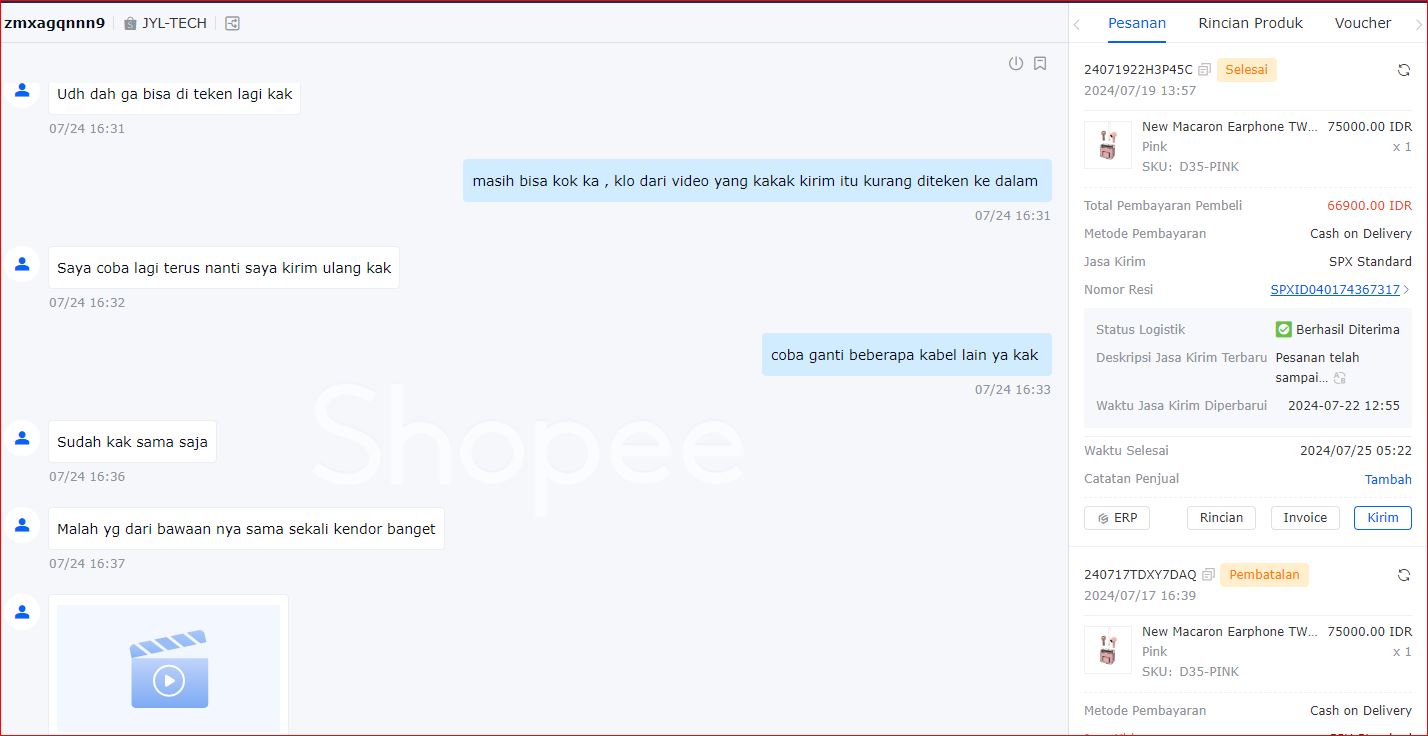 zmxagqnnn9
JYL-TECH
Udh dah ga bisa di teken lagi kak
07/24 16:31
masih bisa kok ka , klo dari video yang kakak kirim itu kurang diteken ke dalam
07/24 16:31
Saya coba lagi terus nanti saya kirim ulang kak
07/24 16:32
coba ganti beberapa kabel lain ya kak
07/24 16:33
Sudah kak sama saja
07/24 16:36
Malah yg dari bawaan nya sama sekali kendor banget
07/24 16:37
Shopee
Pesanan Rincian Produk Voucher
24071922H3P45C Selesai
2024/07/19 13:57
New Macaron Earphone TW... 75000.00 IDR
Pink x 1
SKU: D35-PINK
Total Pembayaran Pembeli 66900.00 IDR
Metode Pembayaran Cash on Delivery
Jasa Kirim SPX Standard
Nomor Resi SPXID040174367317
Status Logistik Berhasil Diterima
Deskripsi Jasa Kirim Terbaru Pesanan telah
sampai...
Waktu Jasa Kirim Diperbarui 2024-07-22 12:55
Waktu Selesai 2024/07/25 05:22
Catatan Penjual Tambah
ERP Rincian Invoice Kirim
240717TDXY7DAQ Pembatalan
2024/07/17 16:39
New Macaron Earphone TW... 75000.00 IDR
Pink x 1
SKU: D35-PINK
Metode Pembayaran Cash on Delivery